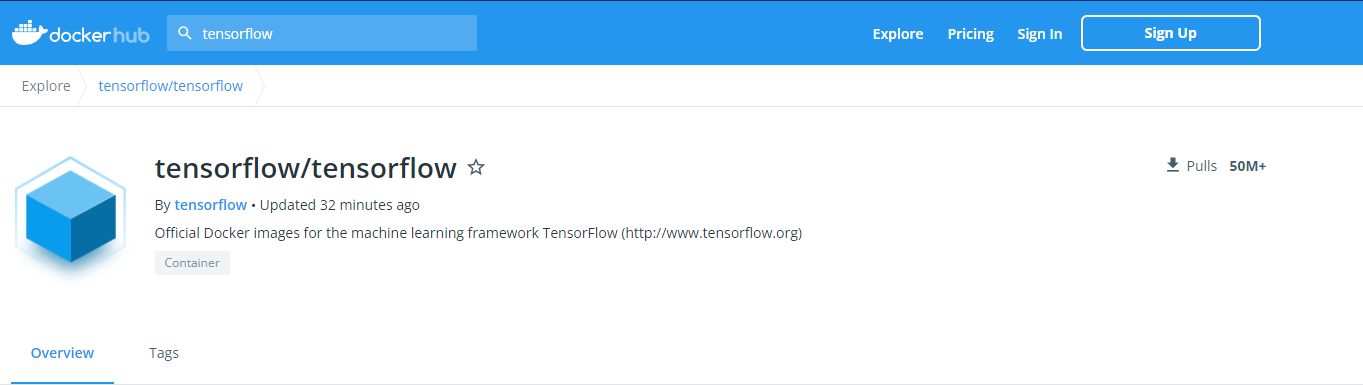 dockerhub tensorflow Explore Pricing Sign In Sign Up
Explore tensorflow/tensorflow
tensorflow/tensorflow
Pulls 50M+
By tensorflow • Updated 32 minutes ago
Official Docker images for the machine learning framework TensorFlow (http://www.tensorflow.org)
Container
Overview Tags